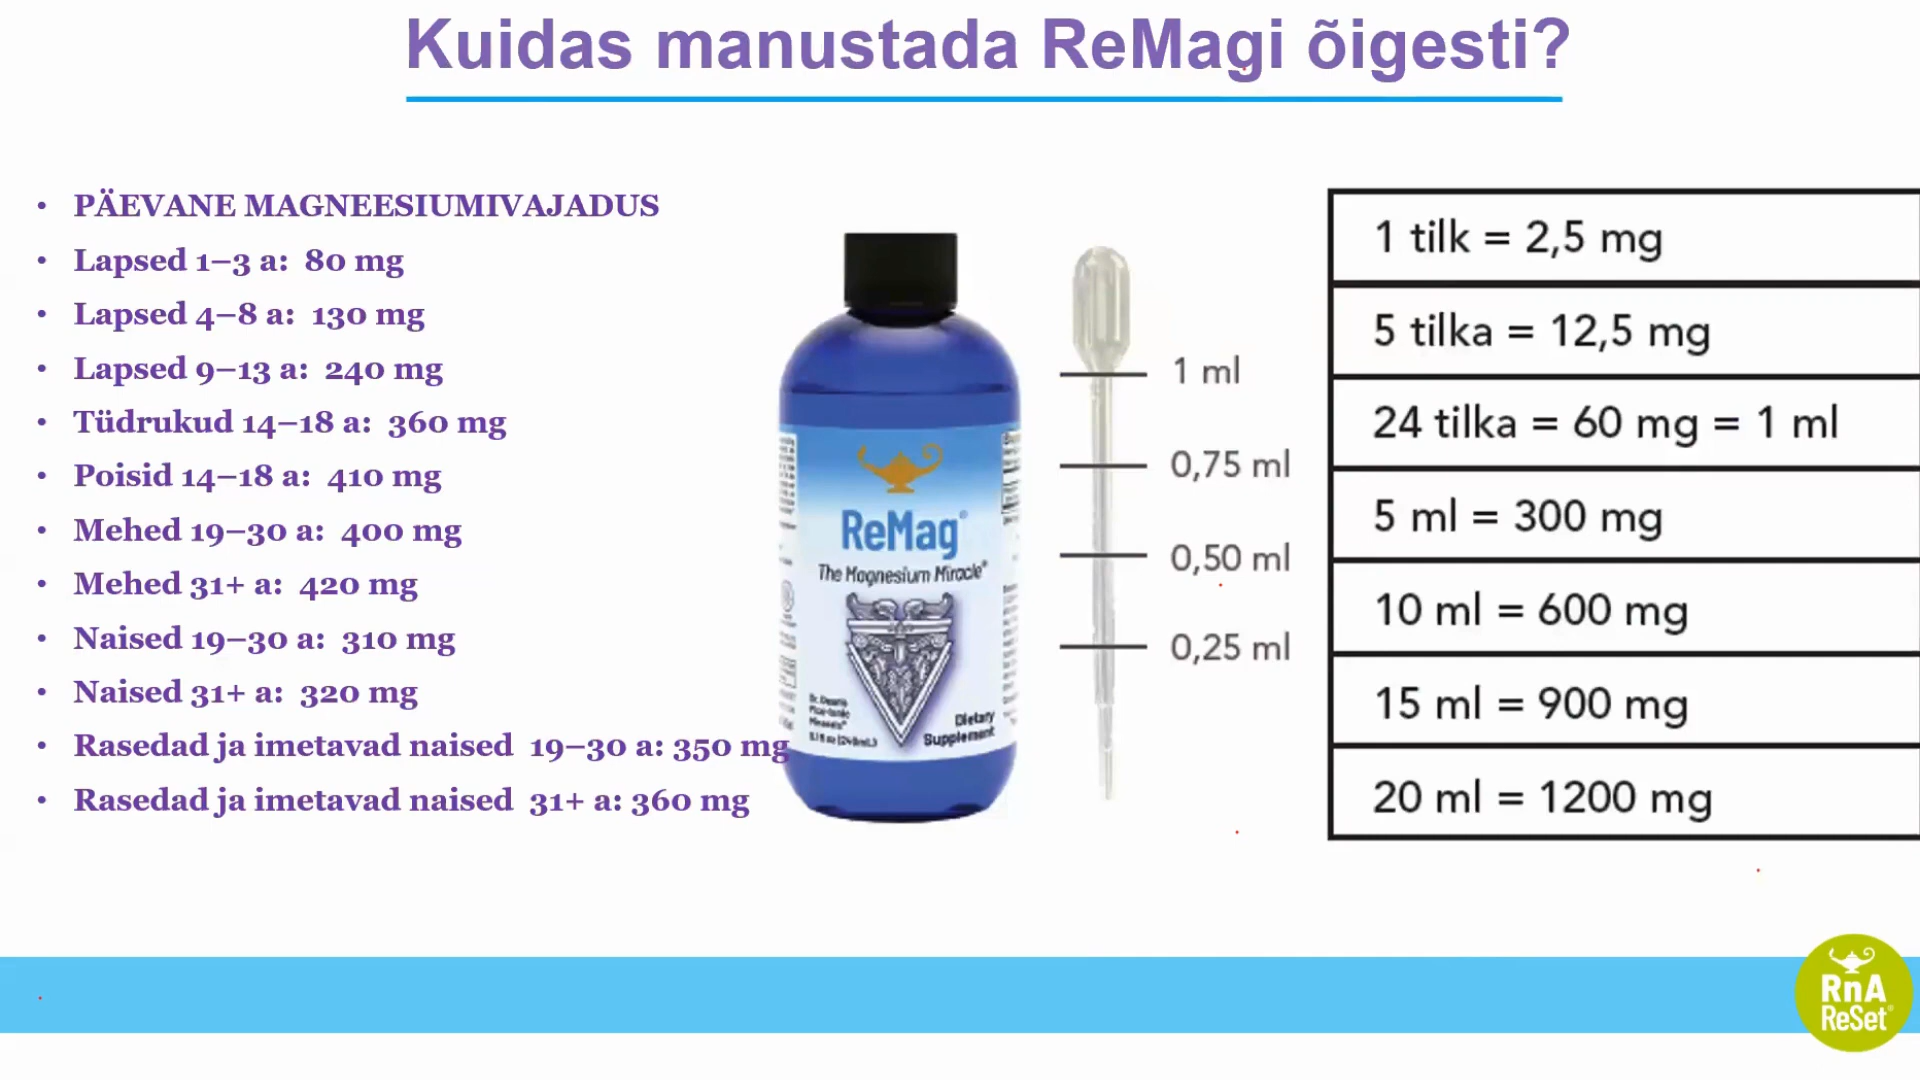 Kuidas manustada ReMagi õigesti?
• PÄEVANE MAGNEESIUMIVAJADUS
• Lapsed 1–3 a: 80 mg
• Lapsed 4–8 a: 130 mg
• Lapsed 9–13 a: 240 mg
• Tüdrukud 14–18 a: 360 mg
• Poisid 14–18 a: 410 mg
• Mehed 19–30 a: 400 mg
• Mehed 31+ a: 420 mg
• Naised 19–30 a: 310 mg
• Naised 31+ a: 320 mg
• Rasedad ja imetavad naised 19–30 a: 350 mg
• Rasedad ja imetavad naised 31+ a: 360 mg
ReMag®
The Magnesium Miracle®
Dietary
Supplement
1 ml
0,75 ml
0,50 ml
0,25 ml
1 tilk = 2,5 mg
5 tilka = 12,5 mg
24 tilka = 60 mg = 1 ml
5 ml = 300 mg
10 ml = 600 mg
15 ml = 900 mg
20 ml = 1200 mg
RnA
ReSet®